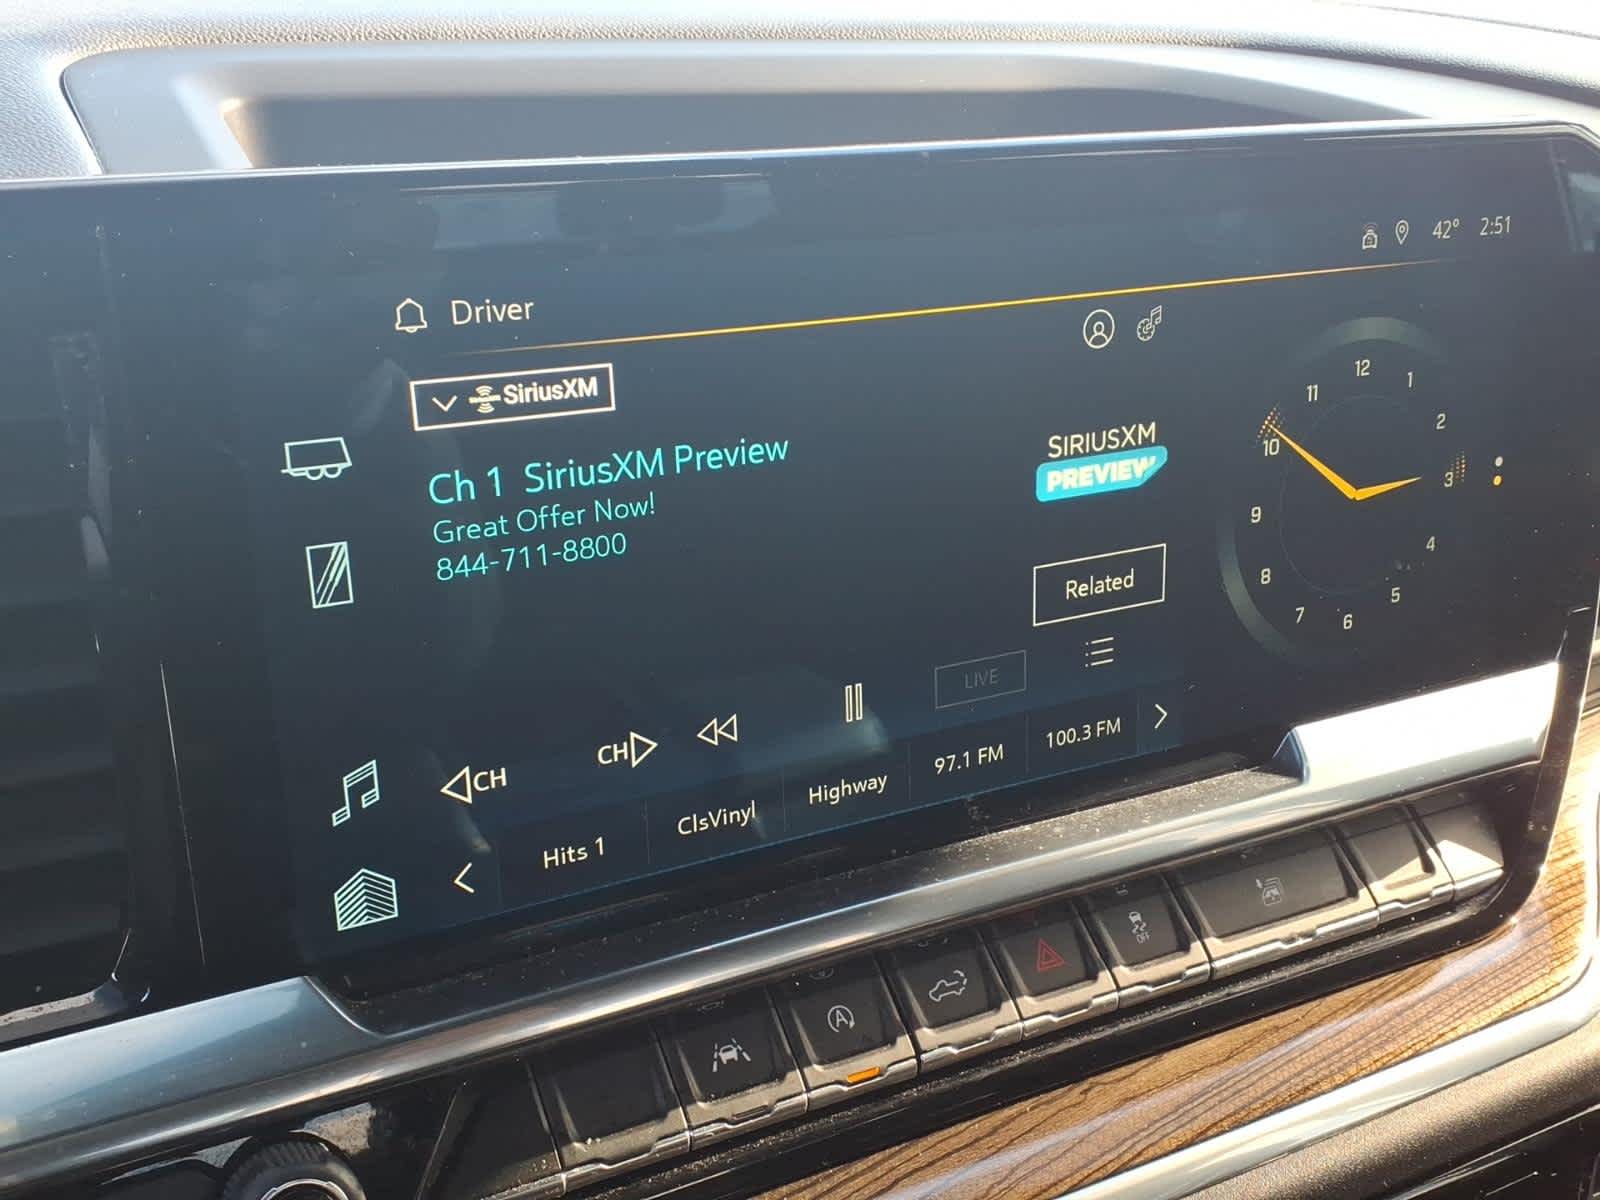 42° 2:51
Driver
SiriusXM
Ch 1 SiriusXM Preview
Great Offer Now!
844-711-8800
SIRIUSXM
PREVIEW
Related
LIVE
CH
CH
Hits 1
ClsVinyl
Highway
97.1 FM
100.3 FM
12
1
2
3
4
5
6
7
8
9
10
11
A
OFF